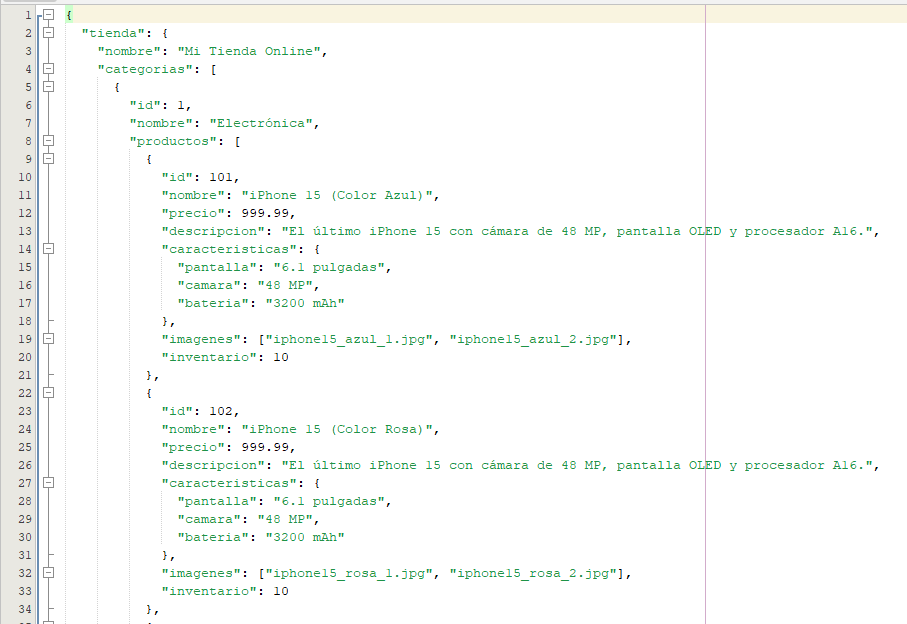 1 {
2 "tienda": {
3 "nombre": "Mi Tienda Online",
4 "categorias": [
5 {
6 "id": 1,
7 "nombre": "Electrónica",
8 "productos": [
9 {
10 "id": 101,
11 "nombre": "iPhone 15 (Color Azul)",
12 "precio": 999.99,
13 "descripcion": "El último iPhone 15 con cámara de 48 MP, pantalla OLED y procesador A16.",
14 "caracteristicas": {
15 "pantalla": "6.1 pulgadas",
16 "camara": "48 MP",
17 "bateria": "3200 mAh"
18 },
19 "imagenes": ["iphone15_azul_1.jpg", "iphone15_azul_2.jpg"],
20 "inventario": 10
21 },
22 {
23 "id": 102,
24 "nombre": "iPhone 15 (Color Rosa)",
25 "precio": 999.99,
26 "descripcion": "El último iPhone 15 con cámara de 48 MP, pantalla OLED y procesador A16.",
27 "caracteristicas": {
28 "pantalla": "6.1 pulgadas",
29 "camara": "48 MP",
30 "bateria": "3200 mAh"
31 },
32 "imagenes": ["iphone15_rosa_1.jpg", "iphone15_rosa_2.jpg"],
33 "inventario": 10
34 },